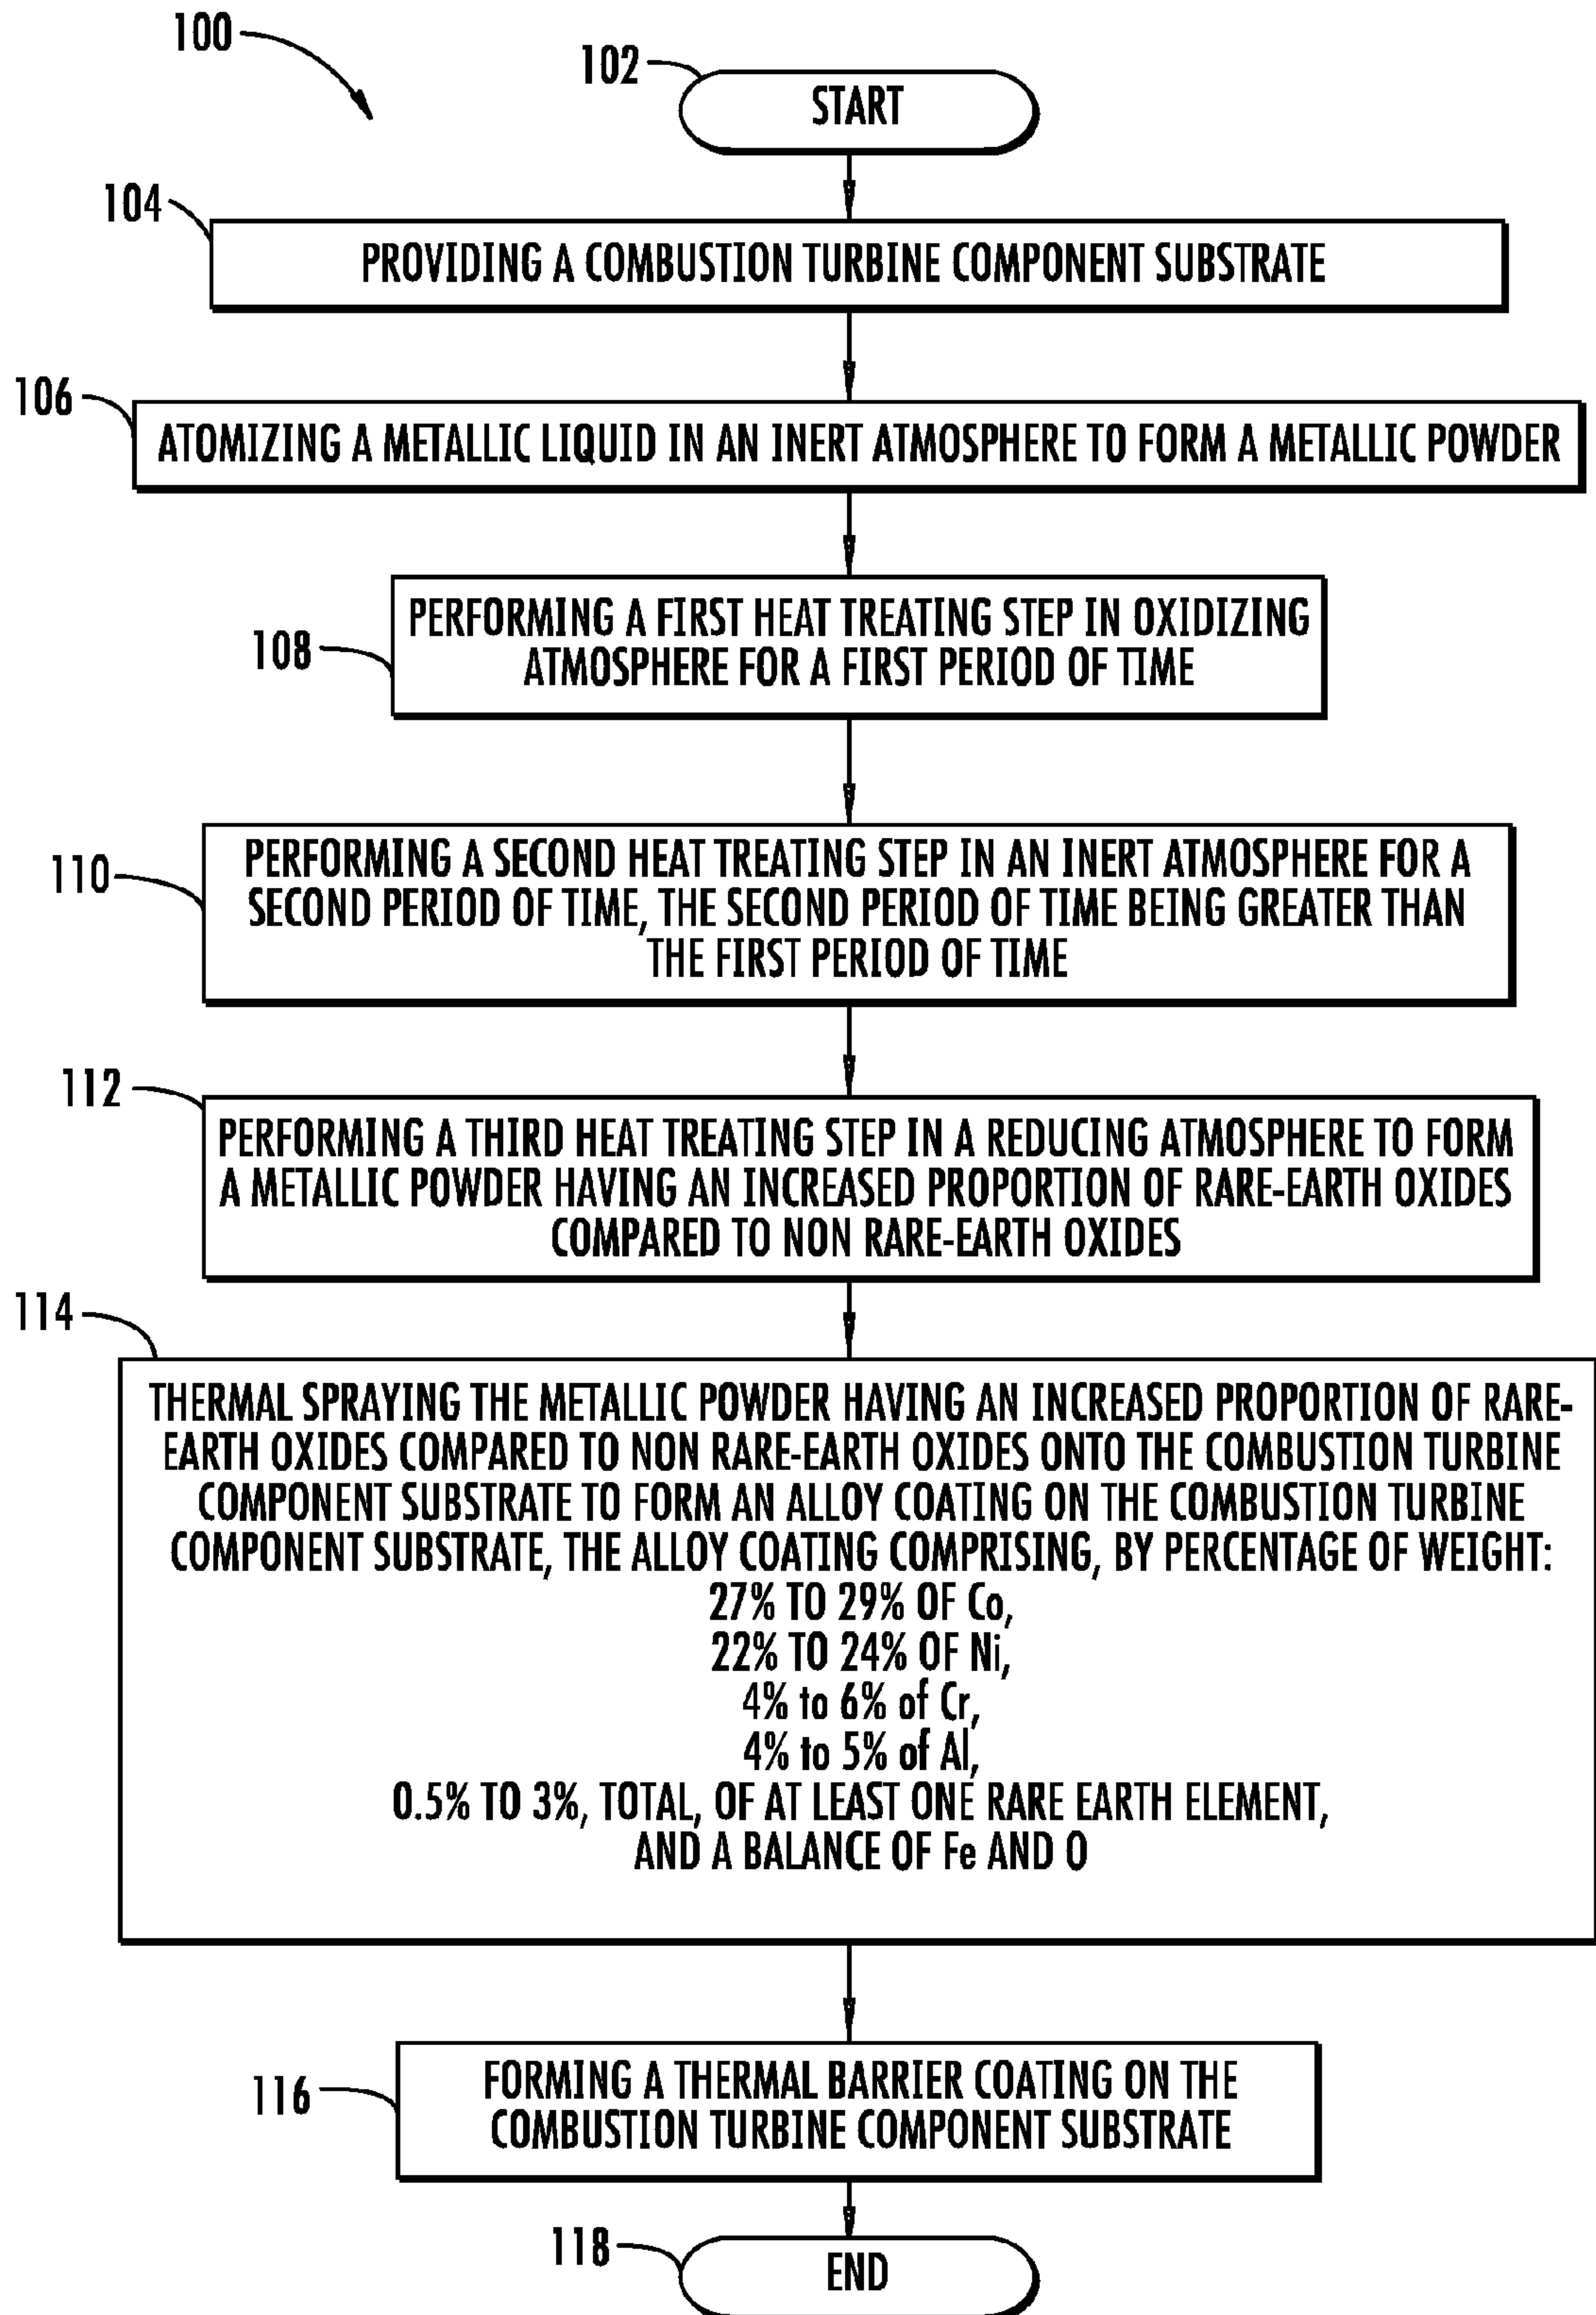 100
102
START
104
PROVIDING A COMBUSTION TURBINE COMPONENT SUBSTRATE
106
ATOMIZING A METALLIC LIQUID IN AN INERT ATMOSPHERE TO FORM A METALLIC POWDER
108
PERFORMING A FIRST HEAT TREATING STEP IN OXIDIZING
ATMOSPHERE FOR A FIRST PERIOD OF TIME
110
PERFORMING A SECOND HEAT TREATING STEP IN AN INERT ATMOSPHERE FOR A
SECOND PERIOD OF TIME, THE SECOND PERIOD OF TIME BEING GREATER THAN
THE FIRST PERIOD OF TIME
112
PERFORMING A THIRD HEAT TREATING STEP IN A REDUCING ATMOSPHERE TO FORM
A METALLIC POWDER HAVING AN INCREASED PROPORTION OF RARE-EARTH OXIDES
COMPARED TO NON RARE-EARTH OXIDES
114
THERMAL SPRAYING THE METALLIC POWDER HAVING AN INCREASED PROPORTION OF RARE-
EARTH OXIDES COMPARED TO NON RARE-EARTH OXIDES ONTO THE COMBUSTION TURBINE
COMPONENT SUBSTRATE TO FORM AN ALLOY COATING ON THE COMBUSTION TURBINE
COMPONENT SUBSTRATE, THE ALLOY COATING COMPRISING, BY PERCENTAGE OF WEIGHT:
27% TO 29% OF Co,
22% TO 24% OF Ni,
4% to 6% of Cr,
4% to 5% of Al,
0.5% TO 3%, TOTAL, OF AT LEAST ONE RARE EARTH ELEMENT,
AND A BALANCE OF Fe AND O
116
FORMING A THERMAL BARRIER COATING ON THE
COMBUSTION TURBINE COMPONENT SUBSTRATE
118
END